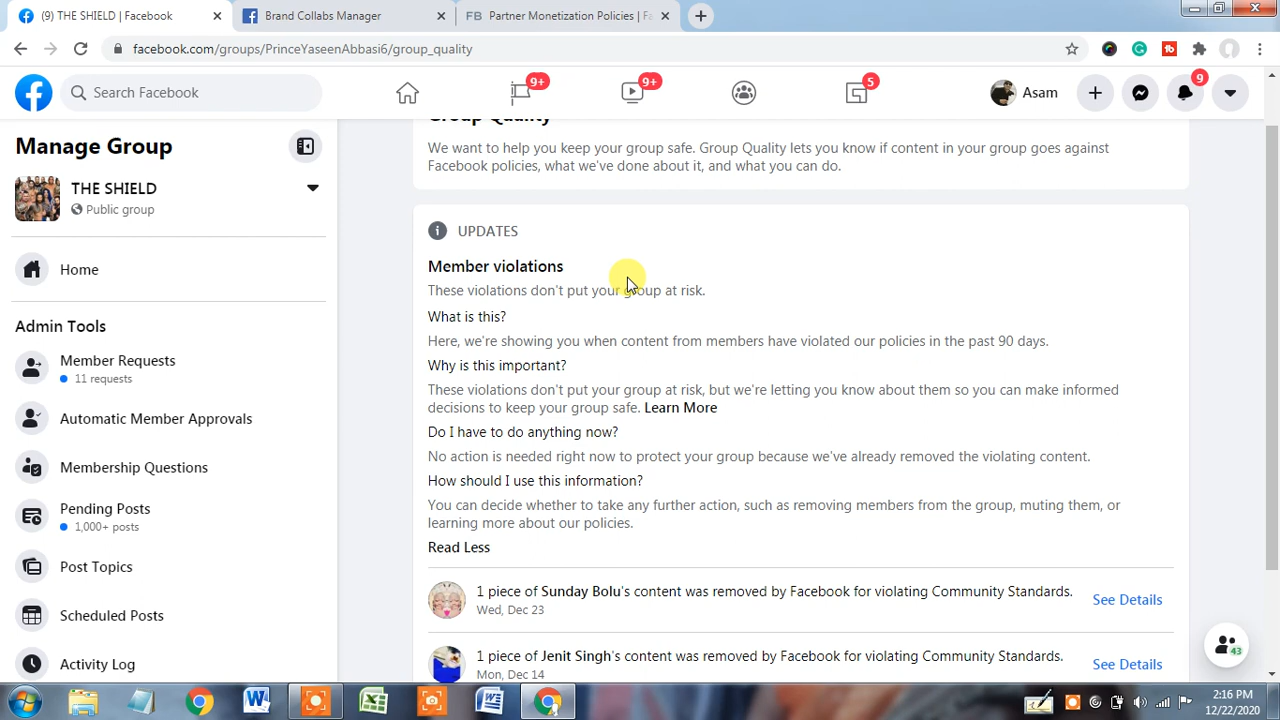 (9) THE SHIELD | Facebook
Brand Collabs Manager
FB Partner Monetization Policies | Fa
facebook.com/groups/PrinceYaseenAbbasi6/group_quality
Search Facebook
9+
9+
5
Asam
9
Manage Group
THE SHIELD
Public group
Home
Admin Tools
Member Requests
11 requests
Automatic Member Approvals
Membership Questions
Pending Posts
1,000+ posts
Post Topics
Scheduled Posts
Activity Log
Group Quality
We want to help you keep your group safe. Group Quality lets you know if content in your group goes against
Facebook policies, what we've done about it, and what you can do.
UPDATES
Member violations
These violations don't put your group at risk.
What is this?
Here, we're showing you when content from members have violated our policies in the past 90 days.
Why is this important?
These violations don't put your group at risk, but we're letting you know about them so you can make informed
decisions to keep your group safe. Learn More
Do I have to do anything now?
No action is needed right now to protect your group because we've already removed the violating content.
How should I use this information?
You can decide whether to take any further action, such as removing members from the group, muting them, or
learning more about our policies.
Read Less
1 piece of Sunday Bolu's content was removed by Facebook for violating Community Standards.
Wed, Dec 23
See Details
1 piece of Jenit Singh's content was removed by Facebook for violating Community Standards.
Mon, Dec 14
See Details
43
2:16 PM
12/22/2020